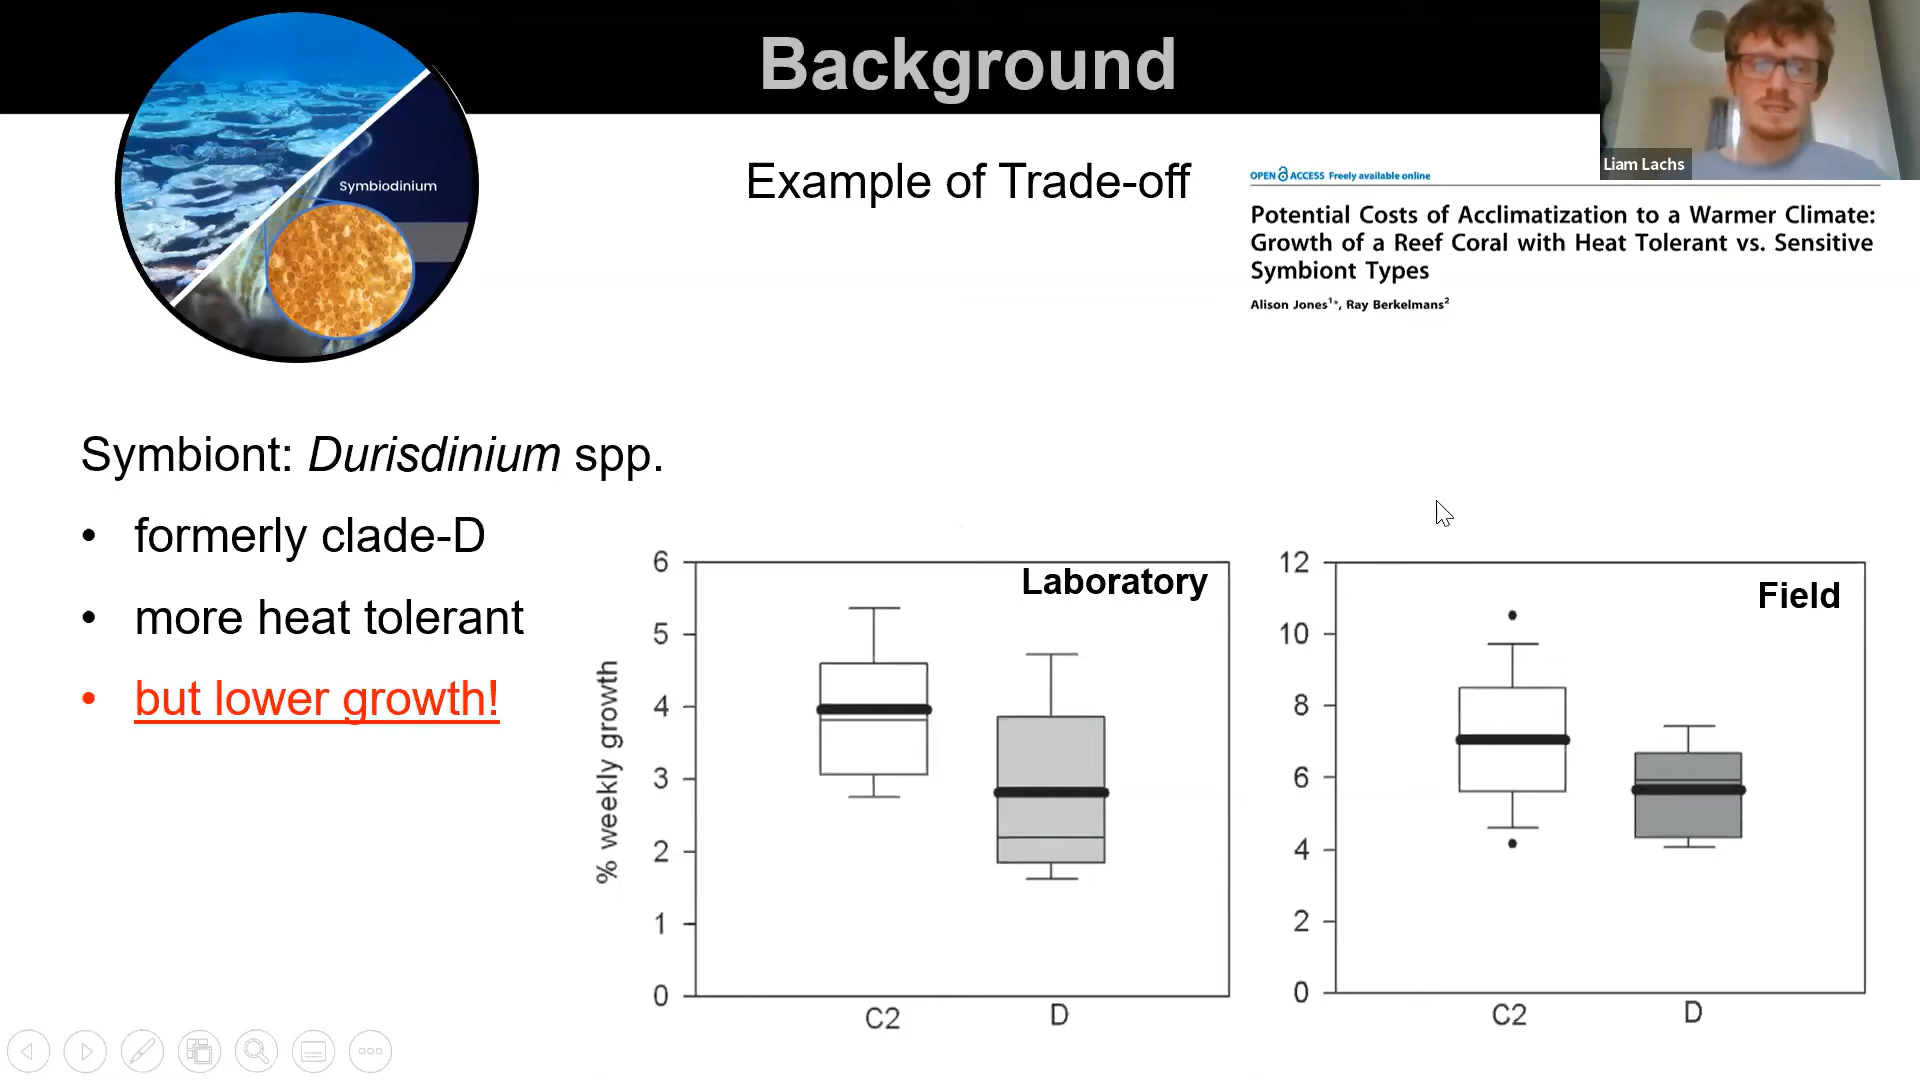 Background
Liam Lachs
Symbiodinium
Example of Trade-off
OPEN ACCESS Freely available online
Potential Costs of Acclimatization to a Warmer Climate:
Growth of a Reef Coral with Heat Tolerant vs. Sensitive
Symbiont Types
Alison Jones1*, Ray Berkelmans2
Symbiont: Durisdinium spp.
• formerly clade-D
• more heat tolerant
• but lower growth!
% weekly growth
6
5
4
3
2
1
0
Laboratory
C2 D
12
10
8
6
4
2
0
Field
C2 D